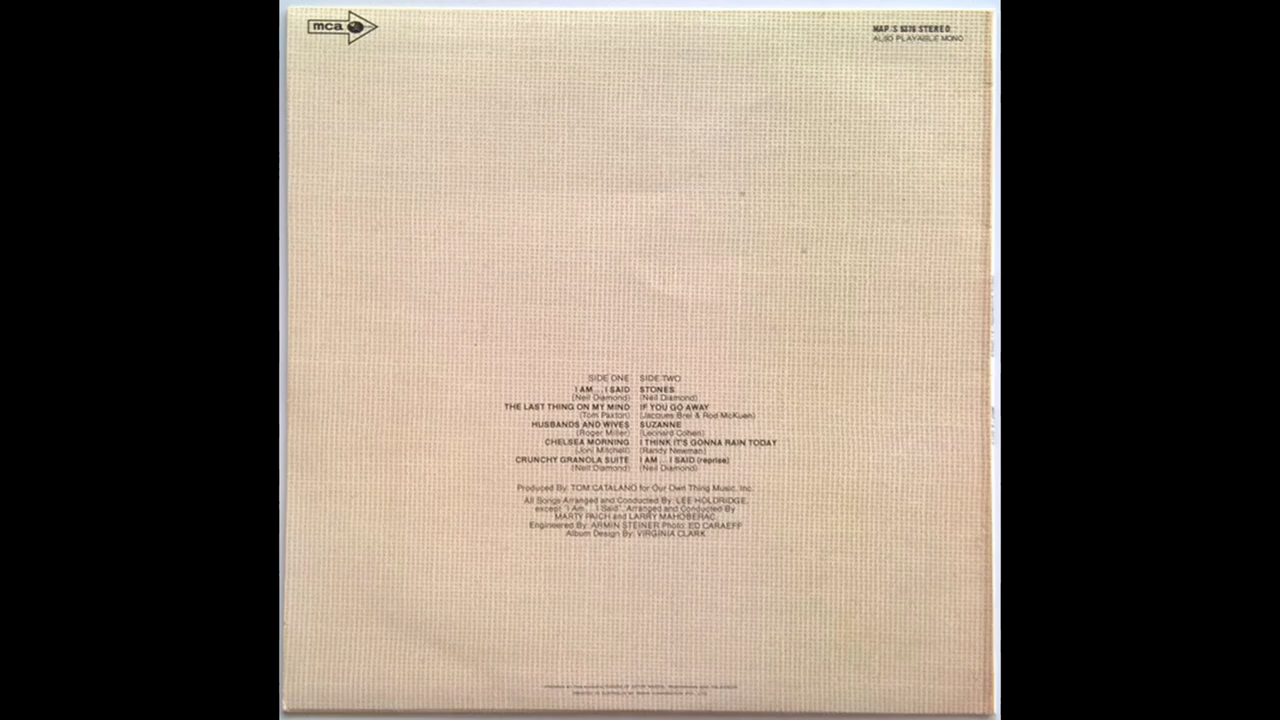 mca
MAPS 5276 STEREO
ALSO PLAYABLE MONO
SIDE ONE
I AM...I SAID
(Neil Diamond)
THE LAST THING ON MY MIND
(Tom Paxton)
HUSBANDS AND WIVES
(Roger Miller)
CHELSEA MORNING
(Joni Mitchell)
CRUNCHY GRANOLA SUITE
(Neil Diamond)
SIDE TWO
STONES
(Neil Diamond)
IF YOU GO AWAY
(Jacques Brel & Rod McKuen)
SUZANNE
(Leonard Cohen)
I THINK IT'S GONNA RAIN TODAY
(Randy Newman)
I AM...I SAID (reprise)
(Neil Diamond)
Produced By: TOM CATALANO for Our Own Thing Music, Inc.
All Songs Arranged and Conducted By: LEE HOLDRIDGE,
except "I Am...I Said", Arranged and Conducted By
MARTY PAICH and LARRY MAHOBERAC.
Engineered By: ARMIN STEINER Photo: ED CARAEFF
Album Design By: VIRGINIA CLARK